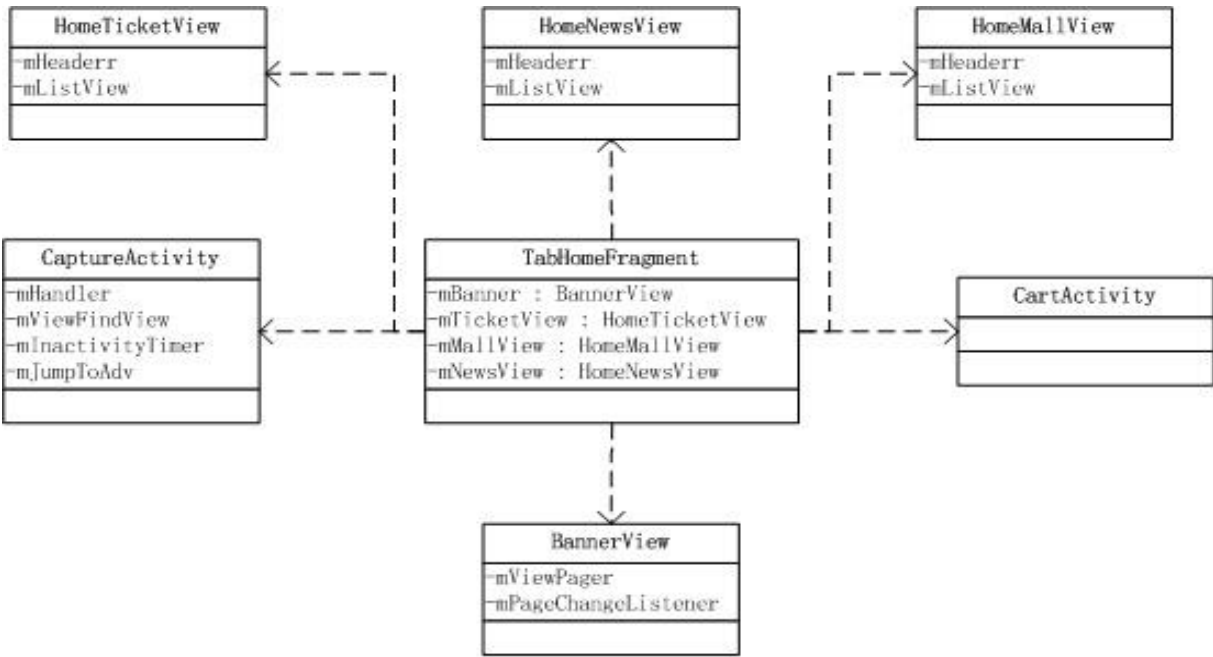 HomeTicketView
-mHeaderr
-mListView
HomeNewsView
-mHeaderr
-mListView
HomeMallView
-mHeaderr
-mListView
CaptureActivity
-mHandler
-mViewFindView
-mInactivityTimer
-mJumpToAdv
TabHomeFragment
-mBanner : BannerView
-mTicketView : HomeTicketView
-mMallView : HomeMallView
-mNewsView : HomeNewsView
CartActivity
BannerView
-mViewPager
-mPageChangeListener